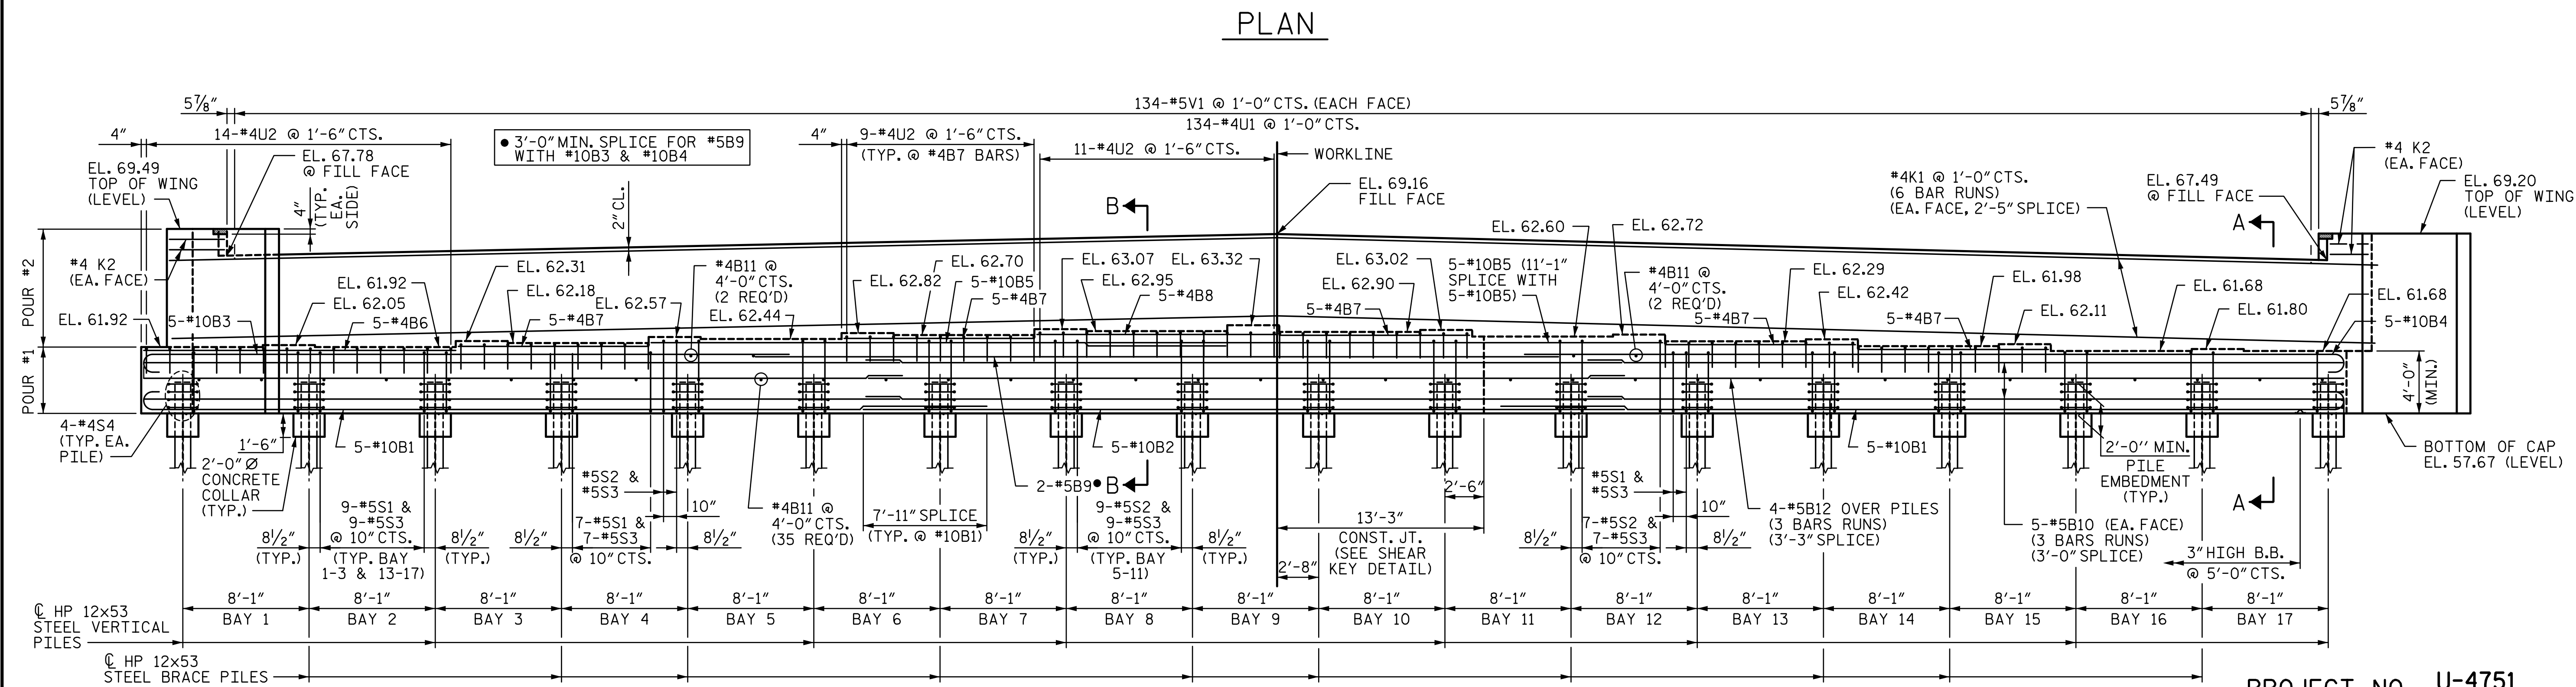 PLAN
5⅞"
134-#5V1 @ 1'-0" CTS. (EACH FACE)
134-#4U1 @ 1'-0" CTS.
5⅞"
4"
14-#4U2 @ 1'-6" CTS.
● 3'-0" MIN. SPLICE FOR #5B9
WITH #10B3 & #10B4
4"
9-#4U2 @ 1'-6" CTS.
(TYP. @ #4B7 BARS)
11-#4U2 @ 1'-6" CTS.
WORKLINE
EL. 69.49
TOP OF WING
(LEVEL)
EL. 67.78
@ FILL FACE
4"
(TYP.
EA.
SIDE)
2" CL.
B
EL. 69.16
FILL FACE
#4K1 @ 1'-0" CTS.
(6 BAR RUNS)
(EA. FACE, 2'-5" SPLICE)
EL. 67.49
@ FILL FACE
#4 K2
(EA. FACE)
EL. 69.20
TOP OF WING
(LEVEL)
A
POUR #2
#4 K2
(EA. FACE)
EL. 61.92
5-#10B3
EL. 62.05
EL. 61.92
5-#4B6
EL. 62.31
EL. 62.18
5-#4B7
EL. 62.57
#4B11 @
4'-0" CTS.
(2 REQ'D)
EL. 62.44
EL. 62.82
EL. 62.70
5-#10B5
5-#4B7
EL. 63.07
EL. 62.95
5-#4B8
EL. 63.32
EL. 63.02
EL. 62.90
5-#4B7
5-#10B5 (11'-1"
SPLICE WITH
5-#10B5)
EL. 62.60
EL. 62.72
#4B11 @
4'-0" CTS.
(2 REQ'D)
5-#4B7
EL. 62.29
EL. 62.42
5-#4B7
EL. 61.98
EL. 62.11
EL. 61.68
EL. 61.80
EL. 61.68
5-#10B4
POUR #1
4'-0"
(MIN.)
4-#4S4
(TYP. EA.
PILE)
1'-6"
2'-0" Ø
CONCRETE
COLLAR
(TYP.)
5-#10B1
9-#5S1 &
9-#5S3
@ 10" CTS.
(TYP. BAY
1-3 & 13-17)
8½"
(TYP.)
8½"
(TYP.)
#5S2 &
#5S3
7-#5S1 &
7-#5S3
@ 10" CTS.
8½"
10"
8½"
#4B11 @
4'-0" CTS.
(35 REQ'D)
7'-11" SPLICE
(TYP. @ #10B1)
2-#5B9●
B
5-#10B2
9-#5S2 &
9-#5S3
@ 10" CTS.
(TYP. BAY
5-11)
8½"
(TYP.)
8½"
(TYP.)
2'-6"
13'-3"
CONST. JT.
(SEE SHEAR
KEY DETAIL)
2'-8"
#5S1 &
#5S3
7-#5S2 &
7-#5S3
@ 10" CTS.
8½"
10"
8½"
4-#5B12 OVER PILES
(3 BARS RUNS)
(3'-3" SPLICE)
5-#10B1
2'-0" MIN.
PILE
EMBEDMENT
(TYP.)
5-#5B10 (EA. FACE)
(3 BARS RUNS)
(3'-0" SPLICE)
3" HIGH B.B.
@ 5'-0" CTS.
A
BOTTOM OF CAP
EL. 57.67 (LEVEL)
8'-1" 8'-1" 8'-1" 8'-1" 8'-1" 8'-1" 8'-1" 8'-1" 8'-1" 8'-1" 8'-1" 8'-1" 8'-1" 8'-1" 8'-1" 8'-1" 8'-1"
BAY 1 BAY 2 BAY 3 BAY 4 BAY 5 BAY 6 BAY 7 BAY 8 BAY 9 BAY 10 BAY 11 BAY 12 BAY 13 BAY 14 BAY 15 BAY 16 BAY 17
℄ HP 12x53
STEEL VERTICAL
PILES
℄ HP 12x53
STEEL BRACE PILES
PROJECT NO. U-4751